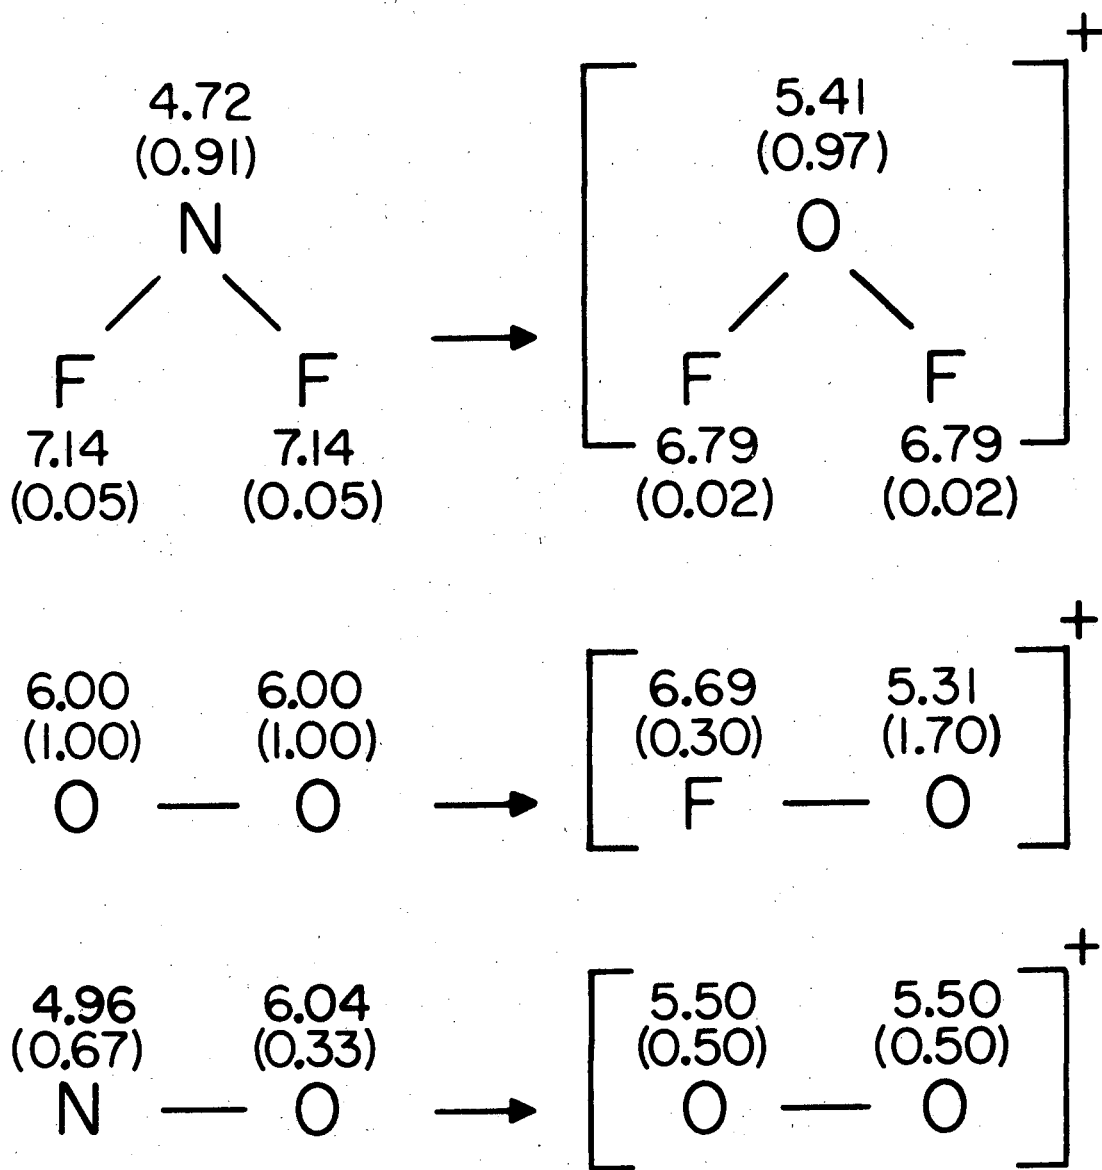 +
4.72 5.41
(0.91) (0.97)
N O
F F F F
7.14 7.14 6.79 6.79
(0.05) (0.05) (0.02) (0.02)
+
6.00 6.00 6.69 5.31
(1.00) (1.00) (0.30) (1.70)
O — O F — O
+
4.96 6.04 5.50 5.50
(0.67) (0.33) (0.50) (0.50)
N — O O — O